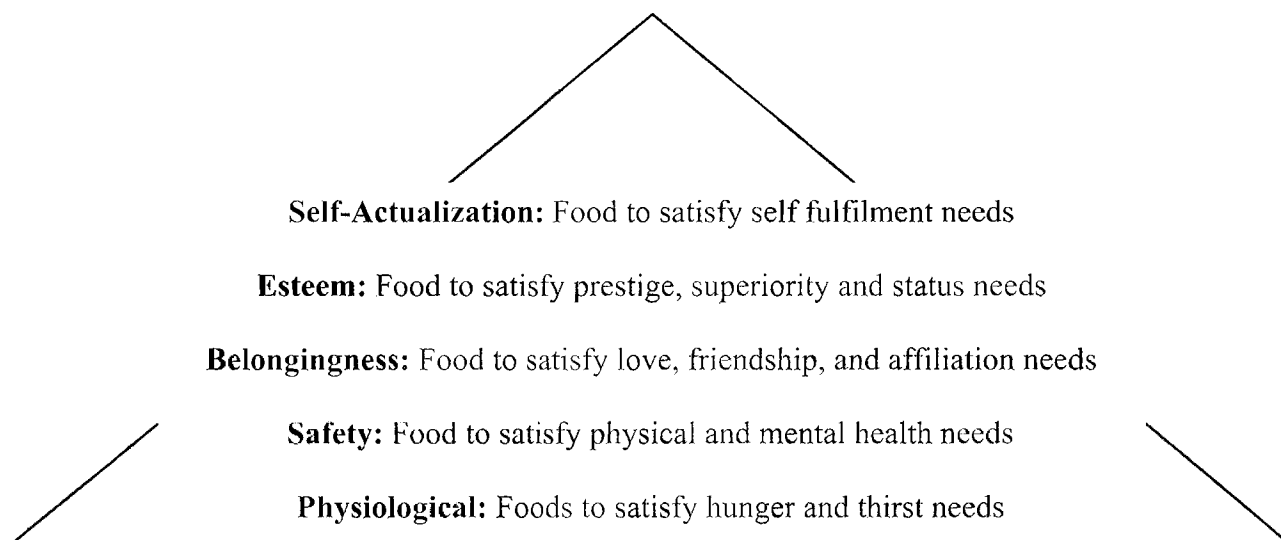 Self-Actualization: Food to satisfy self fulfilment needs
Esteem: Food to satisfy prestige, superiority and status needs
Belongingness: Food to satisfy love, friendship, and affiliation needs
Safety: Food to satisfy physical and mental health needs
Physiological: Foods to satisfy hunger and thirst needs